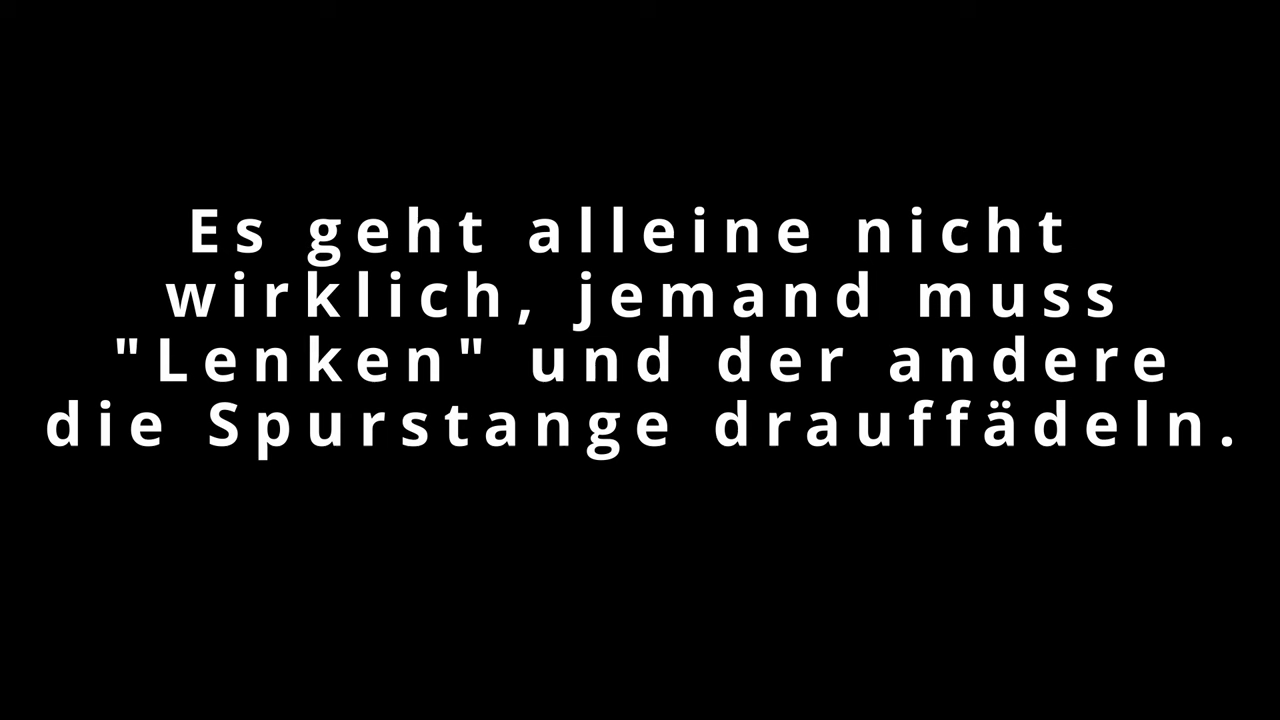 Es geht alleine nicht
wirklich, jemand muss
"Lenken" und der andere
die Spurstange drauffädeln.